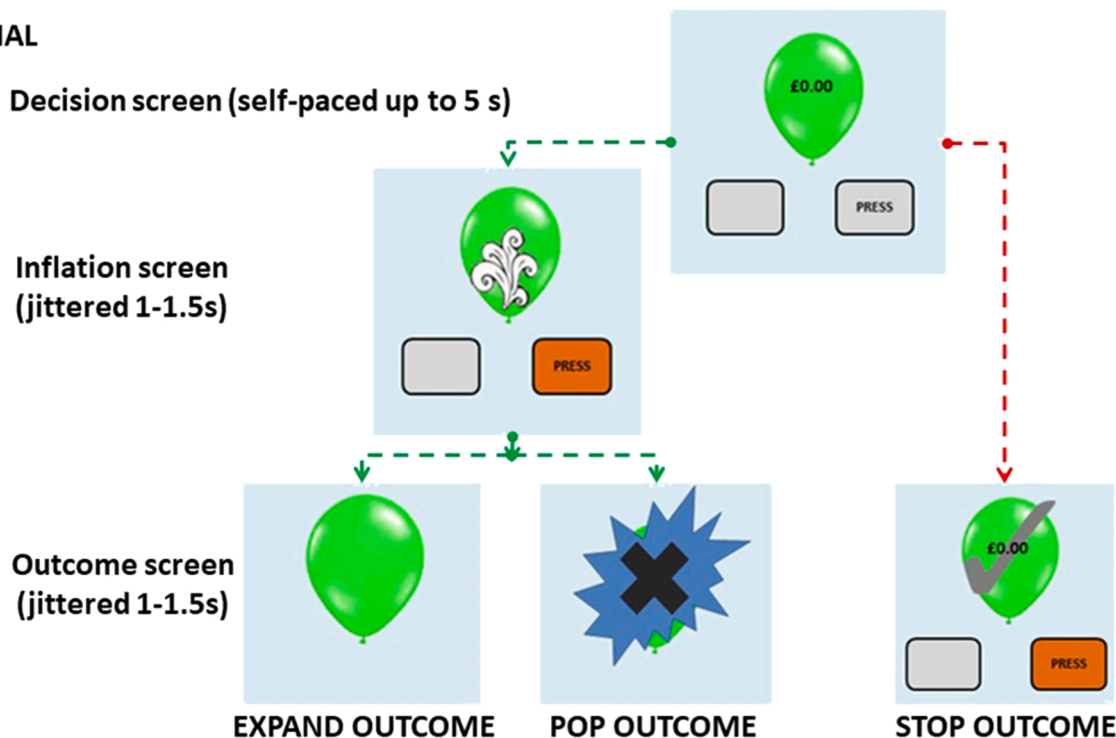 IAL
Decision screen (self-paced up to 5 s)
£0.00
PRESS
Inflation screen
(jittered 1-1.5s)
PRESS
Outcome screen
(jittered 1-1.5s)
£0.00
PRESS
EXPAND OUTCOME
POP OUTCOME
STOP OUTCOME